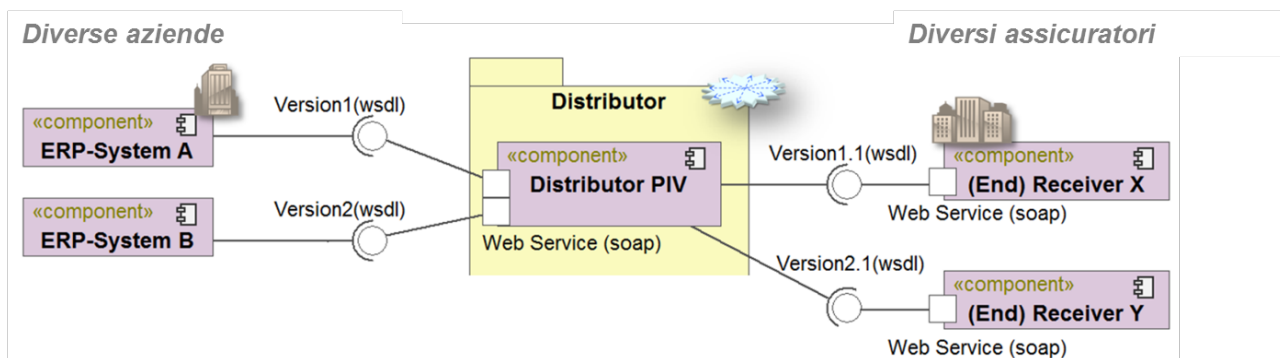 Diverse aziende
Diversi assicuratori
«component»
ERP-System A
Version1(wsdl)
Distributor
«component»
Distributor PIV
Version1.1(wsdl)
«component»
(End) Receiver X
Web Service (soap)
«component»
ERP-System B
Version2(wsdl)
Web Service (soap)
Version2.1(wsdl)
«component»
(End) Receiver Y
Web Service (soap)